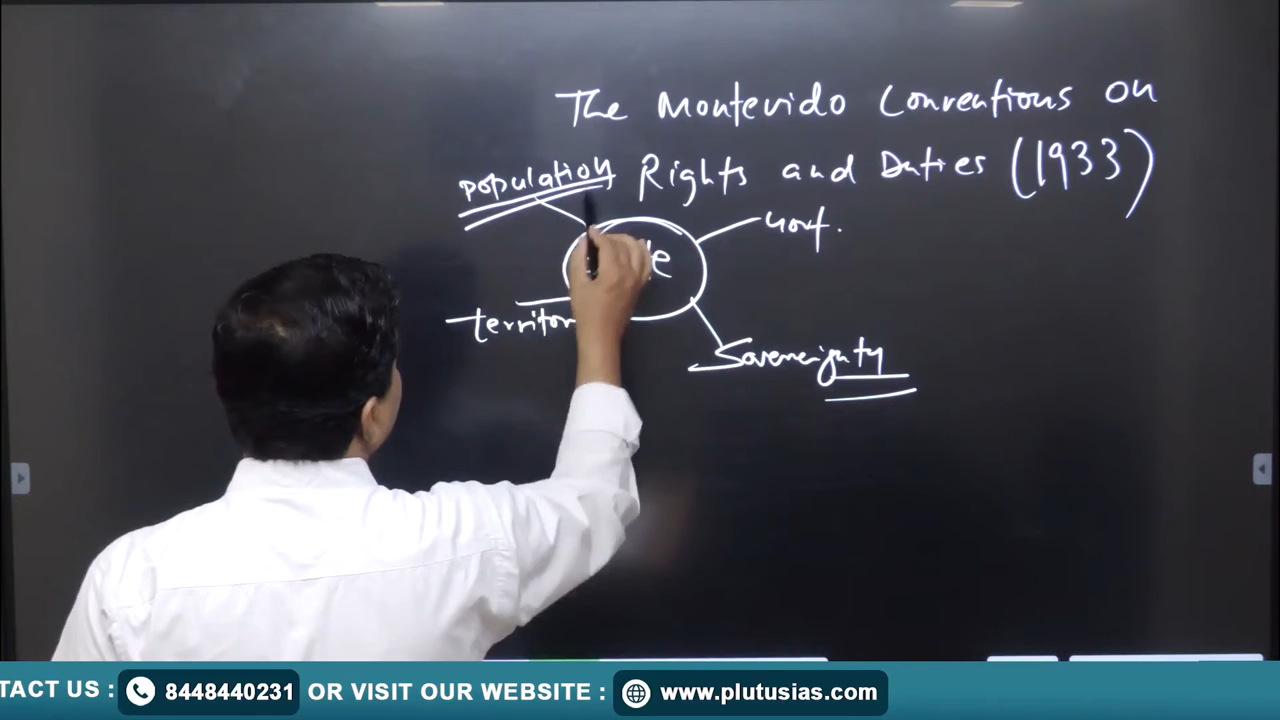 The Montevido Conventions on
population Rights and Duties (1933)
Govt.
territor
Sovereignty
TACT US : 8448440231 OR VISIT OUR WEBSITE : www.plutusias.com